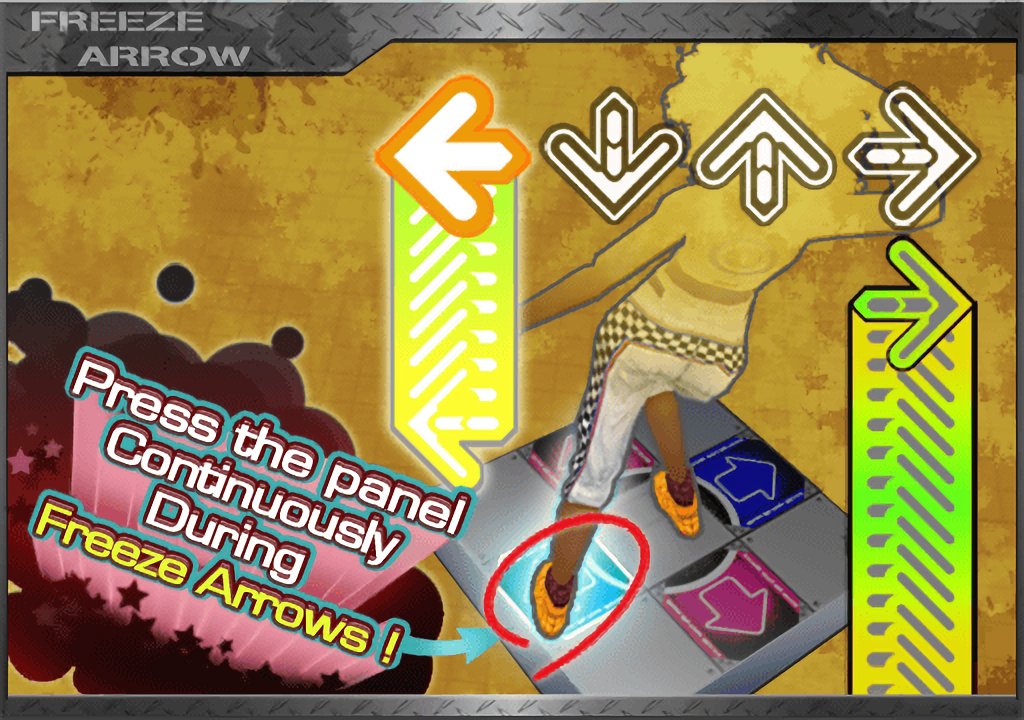 FREEZE
ARROW
Press the panel
Continuously
During
Freeze Arrows !